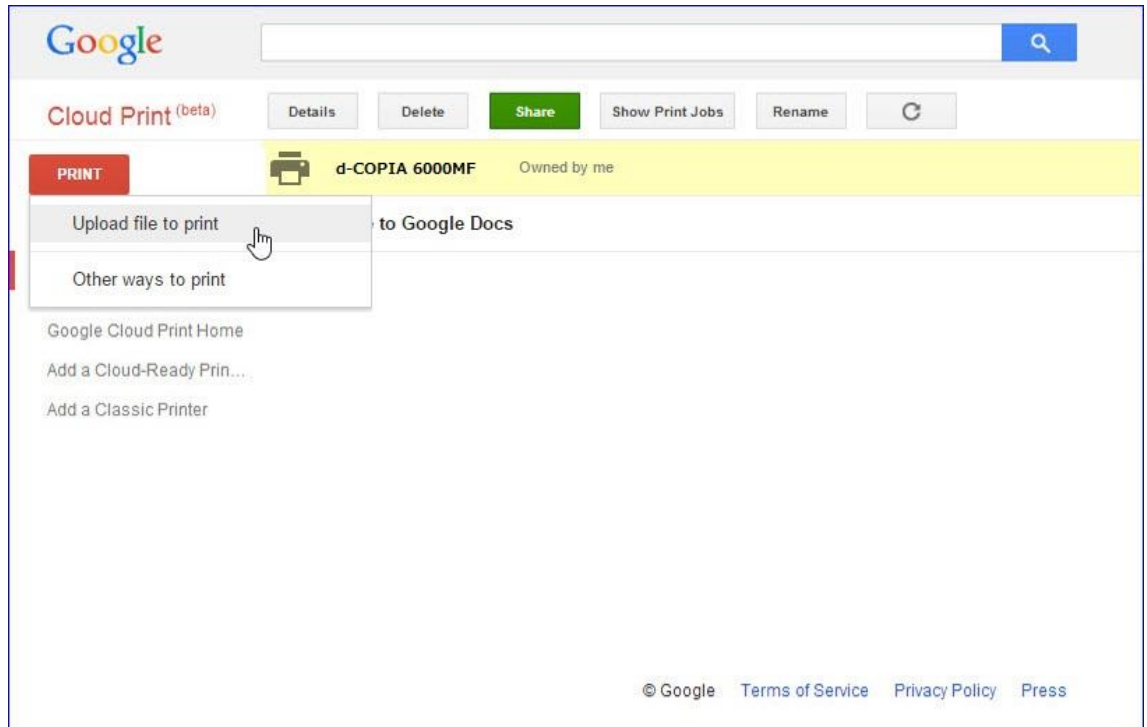 Google
Cloud Print (beta) Details Delete Share Show Print Jobs Rename
PRINT d-COPIA 6000MF Owned by me
Upload file to print to Google Docs
Other ways to print
Google Cloud Print Home
Add a Cloud-Ready Prin...
Add a Classic Printer
© Google Terms of Service Privacy Policy Press